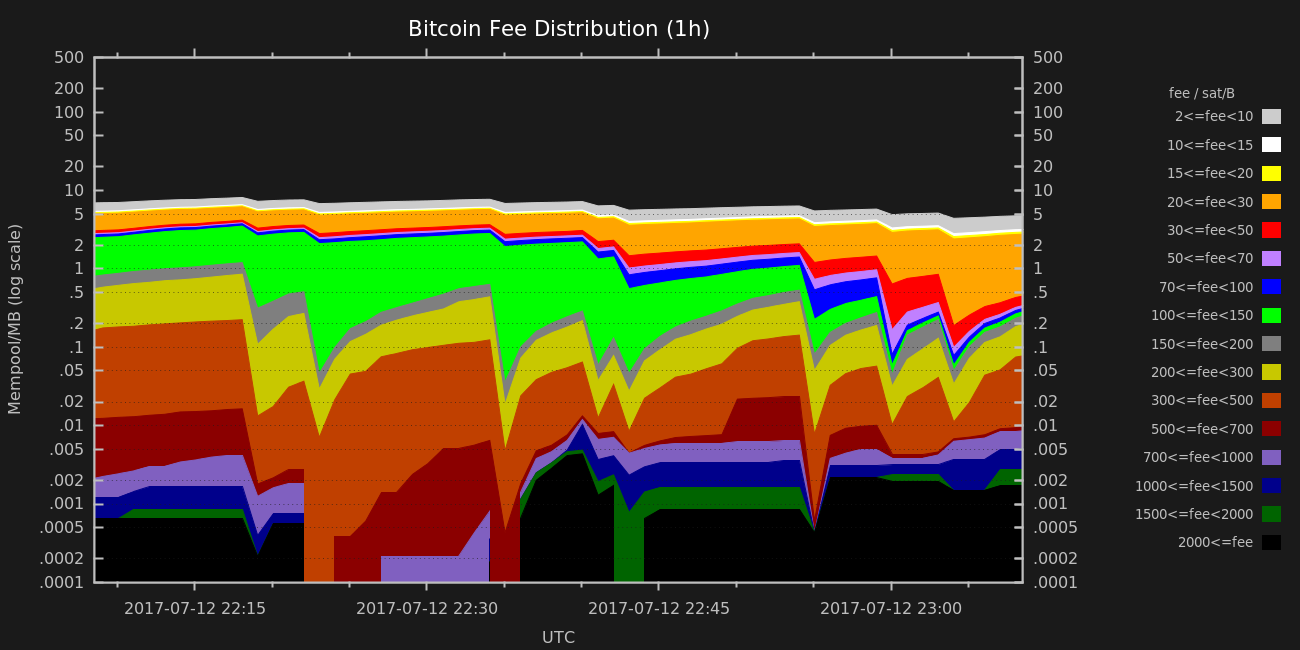 Bitcoin Fee Distribution (1h)
Mempool/MB (log scale)
500
200
100
50
20
10
5
2
1
.5
.2
.1
.05
.02
.01
.005
.002
.001
.0005
.0002
.0001
500
200
100
50
20
10
5
2
1
.5
.2
.1
.05
.02
.01
.005
.002
.001
.0005
.0002
.0001
2017-07-12 22:15
2017-07-12 22:30
2017-07-12 22:45
2017-07-12 23:00
UTC
fee / sat/B
2<=fee<10
10<=fee<15
15<=fee<20
20<=fee<30
30<=fee<50
50<=fee<70
70<=fee<100
100<=fee<150
150<=fee<200
200<=fee<300
300<=fee<500
500<=fee<700
700<=fee<1000
1000<=fee<1500
1500<=fee<2000
2000<=fee